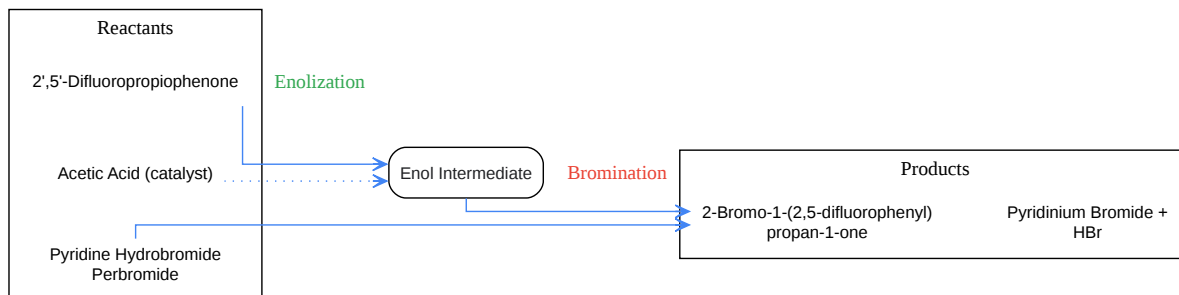 Reactants
2',5'-Difluoropropiophenone
Enolization
Acetic Acid (catalyst)
Enol Intermediate
Bromination
Pyridine Hydrobromide
Perbromide
Products
2-Bromo-1-(2,5-difluorophenyl)
propan-1-one
Pyridinium Bromide +
HBr